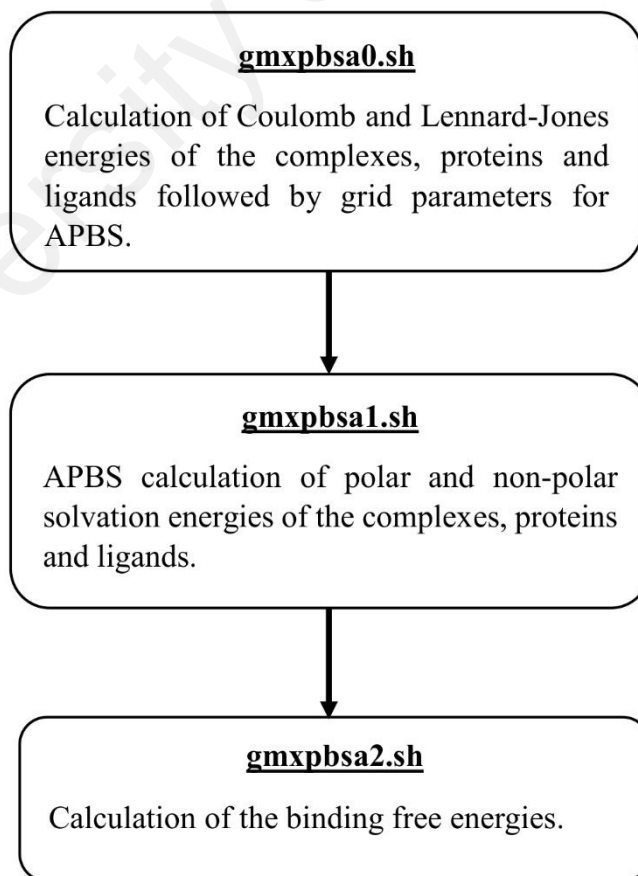 gmxpbsa0.sh
Calculation of Coulomb and Lennard-Jones
energies of the complexes, proteins and
ligands followed by grid parameters for
APBS.
gmxpbsa1.sh
APBS calculation of polar and non-polar
solvation energies of the complexes, proteins
and ligands.
gmxpbsa2.sh
Calculation of the binding free energies.